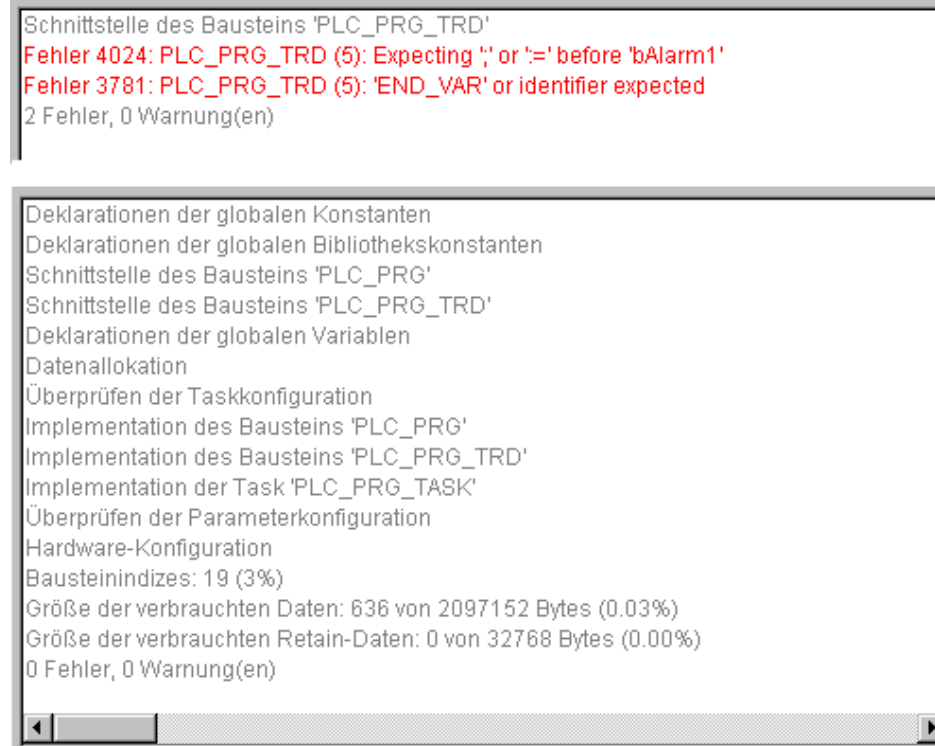 Schnittstelle des Bausteins 'PLC_PRG_TRD'
Fehler 4024: PLC_PRG_TRD (5): Expecting ';' or ':=' before 'bAlarm1'
Fehler 3781: PLC_PRG_TRD (5): 'END_VAR' or identifier expected
2 Fehler, 0 Warnung(en)
Deklarationen der globalen Konstanten
Deklarationen der globalen Bibliothekskonstanten
Schnittstelle des Bausteins 'PLC_PRG'
Schnittstelle des Bausteins 'PLC_PRG_TRD'
Deklarationen der globalen Variablen
Datenallokation
Überprüfen der Taskkonfiguration
Implementation des Bausteins 'PLC_PRG'
Implementation des Bausteins 'PLC_PRG_TRD'
Implementation der Task 'PLC_PRG_TASK'
Überprüfen der Parameterkonfiguration
Hardware-Konfiguration
Bausteinindizes: 19 (3%)
Größe der verbrauchten Daten: 636 von 2097152 Bytes (0.03%)
Größe der verbrauchten Retain-Daten: 0 von 32768 Bytes (0.00%)
0 Fehler, 0 Warnung(en)